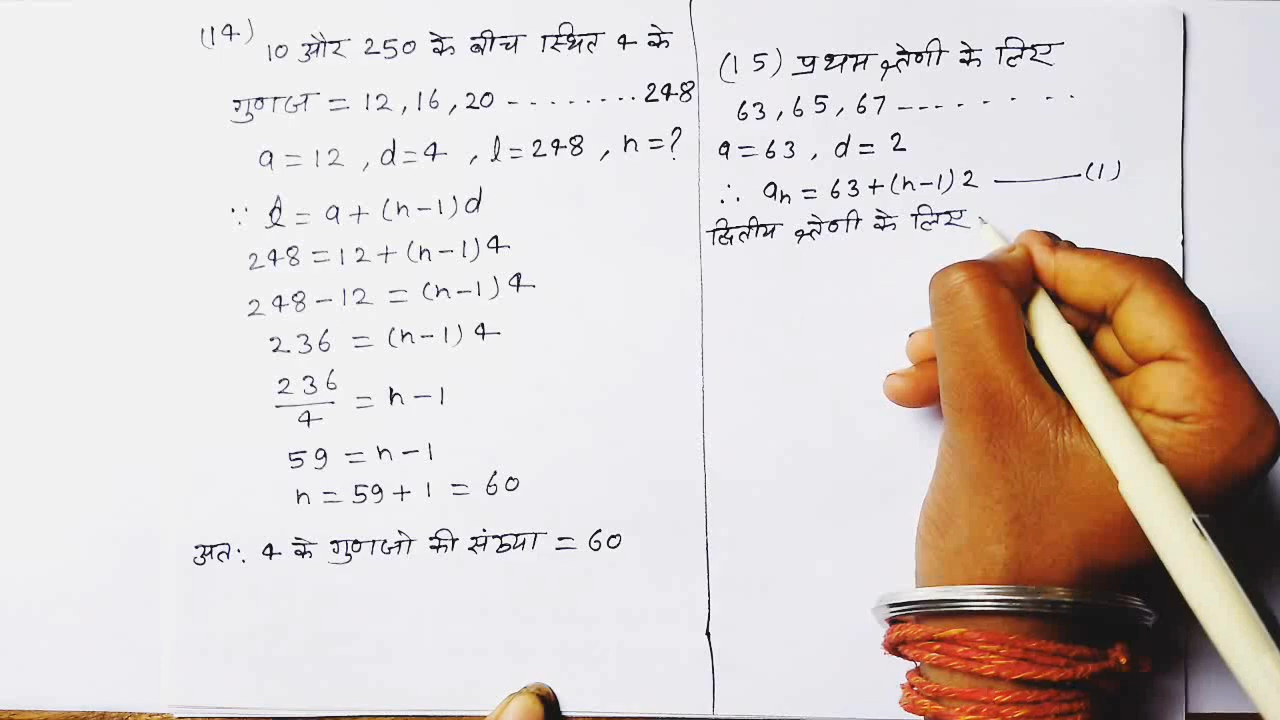 (14) 10 और 250 के बीच स्थित 4 के
गुणज = 12, 16, 20 - - - - - - - - 248
a = 12 , d = 4 , l = 248 , n = ?
∵ l = a + (n-1)d
248 = 12 + (n-1)4
248 - 12 = (n-1)4
236 = (n-1)4
236/4 = n-1
59 = n-1
n = 59 + 1 = 60
अतः 4 के गुणजो की संख्या = 60
(15) प्रथम श्रेणी के लिए
63, 65, 67 - - - - - - - - -
a = 63 , d = 2
∴ aₙ = 63 + (n-1)2 ——— (1)
द्वितीय श्रेणी के लिए